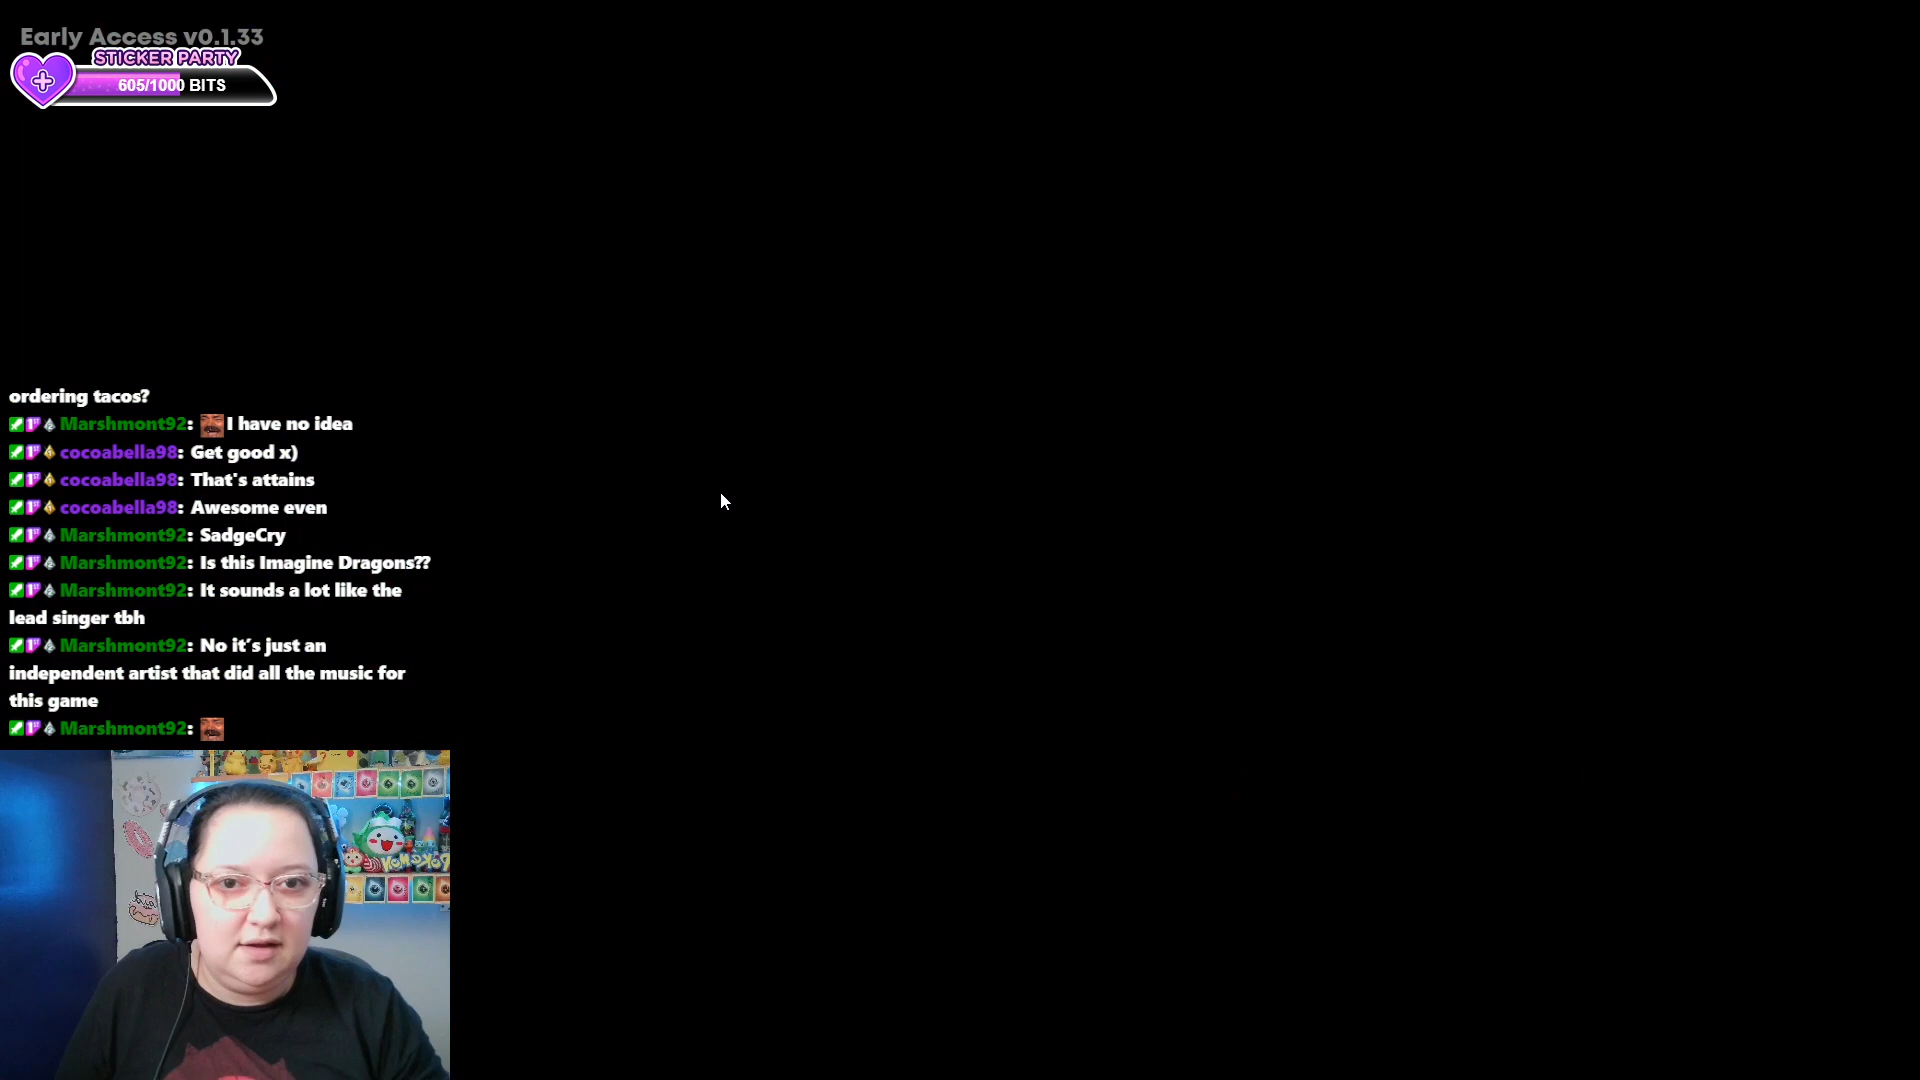 Early Access v0.1.33
STICKER PARTY
605/1000 BITS
ordering tacos?
Marshmont92: I have no idea
cocoabella98: Get good x)
cocoabella98: That's attains
cocoabella98: Awesome even
Marshmont92: SadgeCry
Marshmont92: Is this Imagine Dragons??
Marshmont92: It sounds a lot like the
lead singer tbh
Marshmont92: No it's just an
independent artist that did all the music for
this game
Marshmont92: